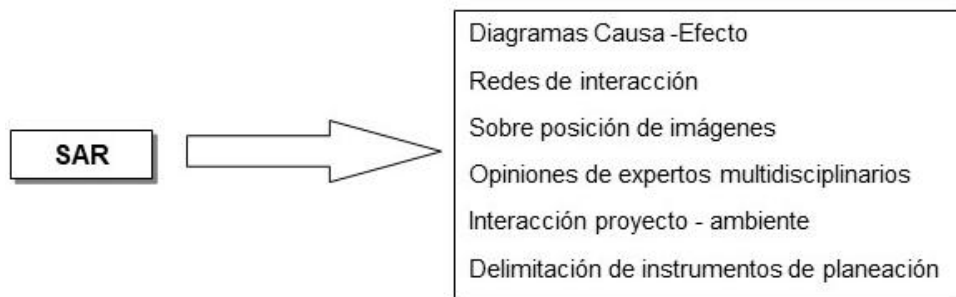 SAR
Diagramas Causa -Efecto
Redes de interacción
Sobre posición de imágenes
Opiniones de expertos multidisciplinarios
Interacción proyecto - ambiente
Delimitación de instrumentos de planeación